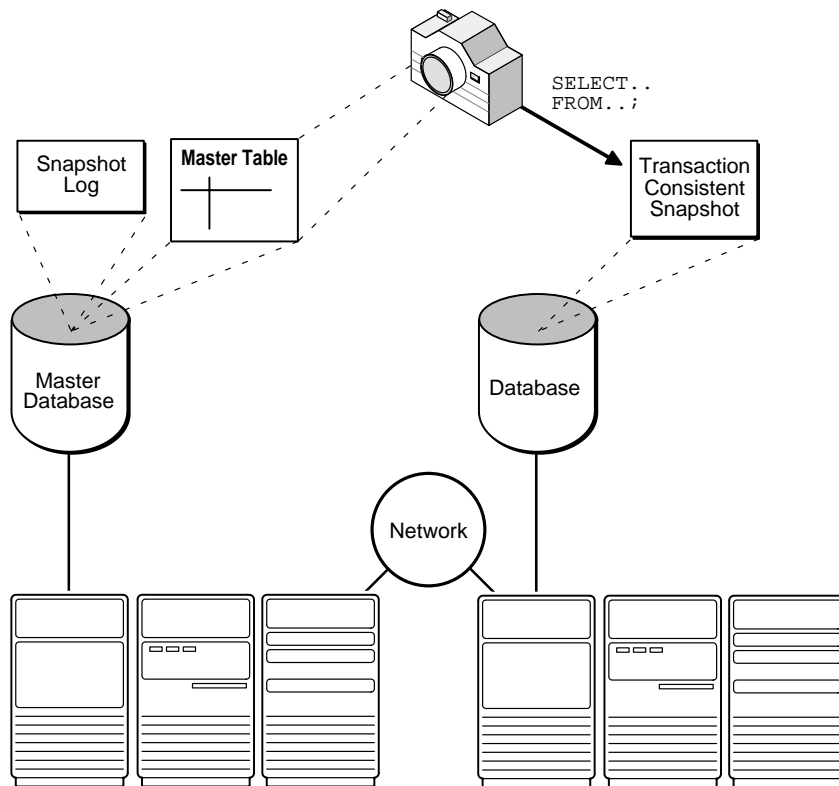 SELECT..
FROM..;
Snapshot
Log
Master Table
Transaction
Consistent
Snapshot
Master
Database
Database
Network